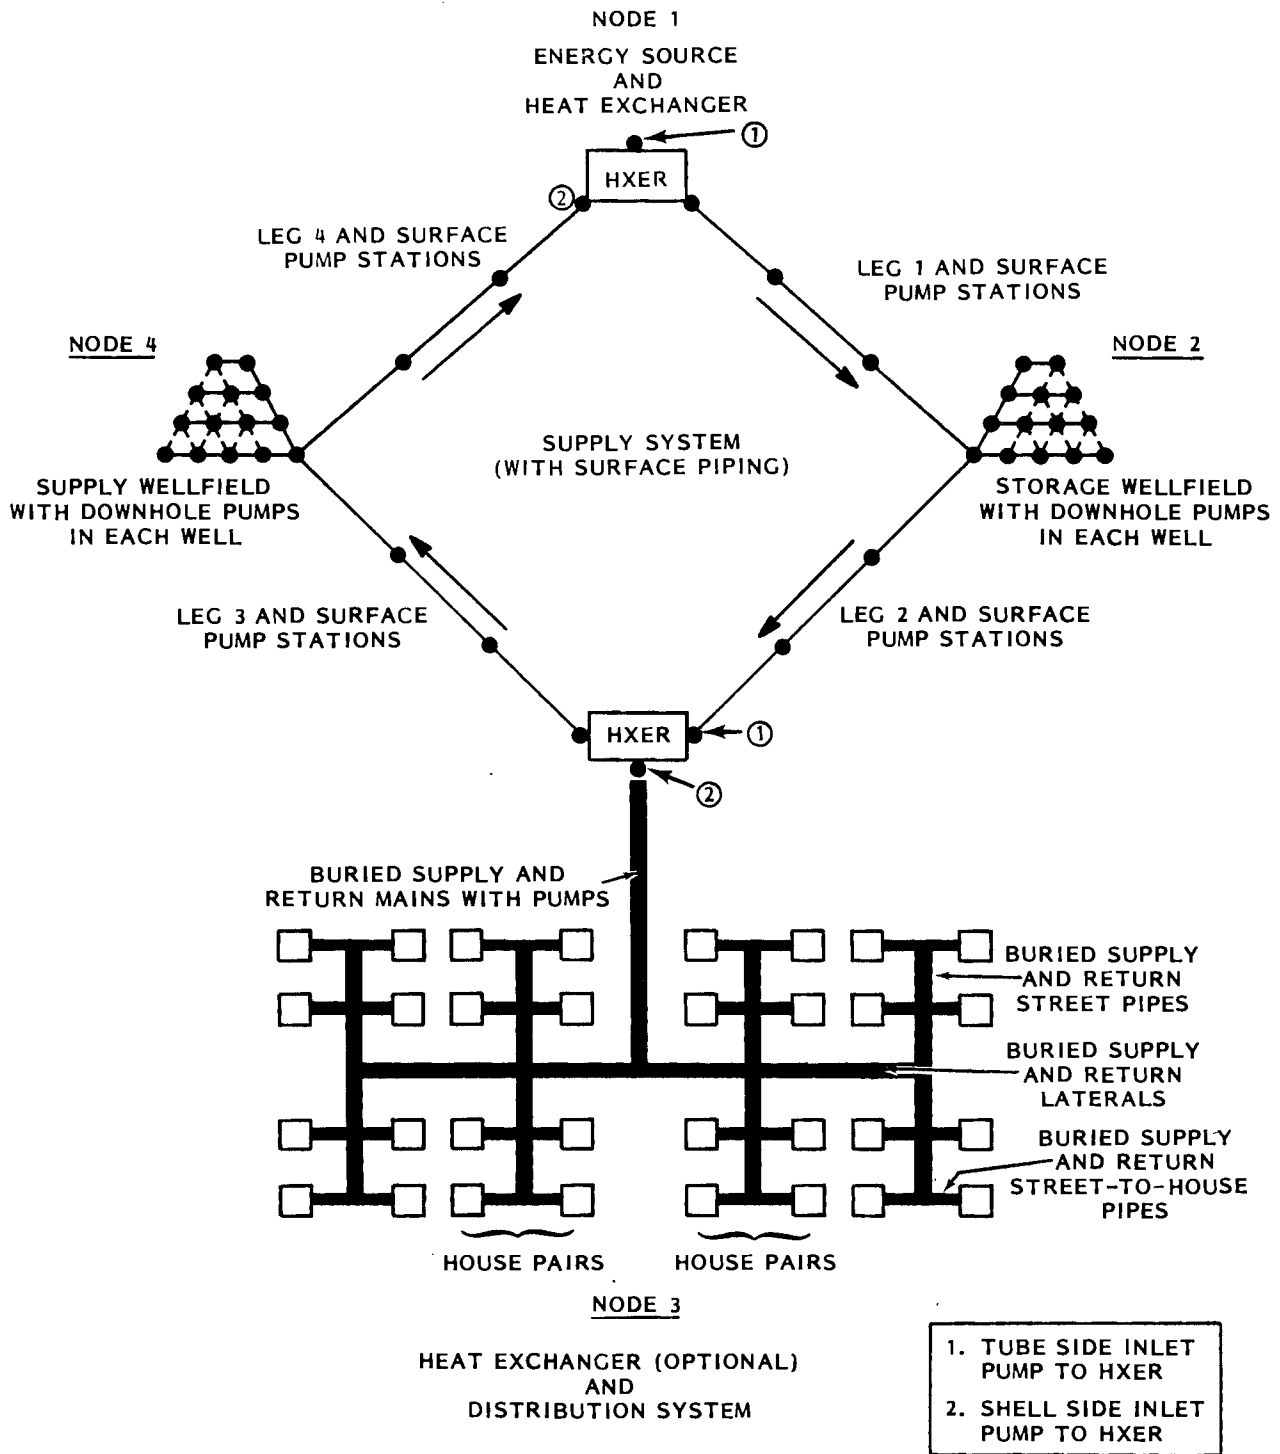 NODE 1
ENERGY SOURCE
AND
HEAT EXCHANGER
①
HXER
②
LEG 4 AND SURFACE
PUMP STATIONS
LEG 1 AND SURFACE
PUMP STATIONS
NODE 4
NODE 2
SUPPLY SYSTEM
(WITH SURFACE PIPING)
SUPPLY WELLFIELD
WITH DOWNHOLE PUMPS
IN EACH WELL
STORAGE WELLFIELD
WITH DOWNHOLE PUMPS
IN EACH WELL
LEG 3 AND SURFACE
PUMP STATIONS
LEG 2 AND SURFACE
PUMP STATIONS
HXER
①
②
BURIED SUPPLY AND
RETURN MAINS WITH PUMPS
BURIED SUPPLY
AND RETURN
STREET PIPES
BURIED SUPPLY
AND RETURN
LATERALS
BURIED SUPPLY
AND RETURN
STREET-TO-HOUSE
PIPES
HOUSE PAIRS
HOUSE PAIRS
NODE 3
HEAT EXCHANGER (OPTIONAL)
AND
DISTRIBUTION SYSTEM
1. TUBE SIDE INLET
PUMP TO HXER
2. SHELL SIDE INLET
PUMP TO HXER